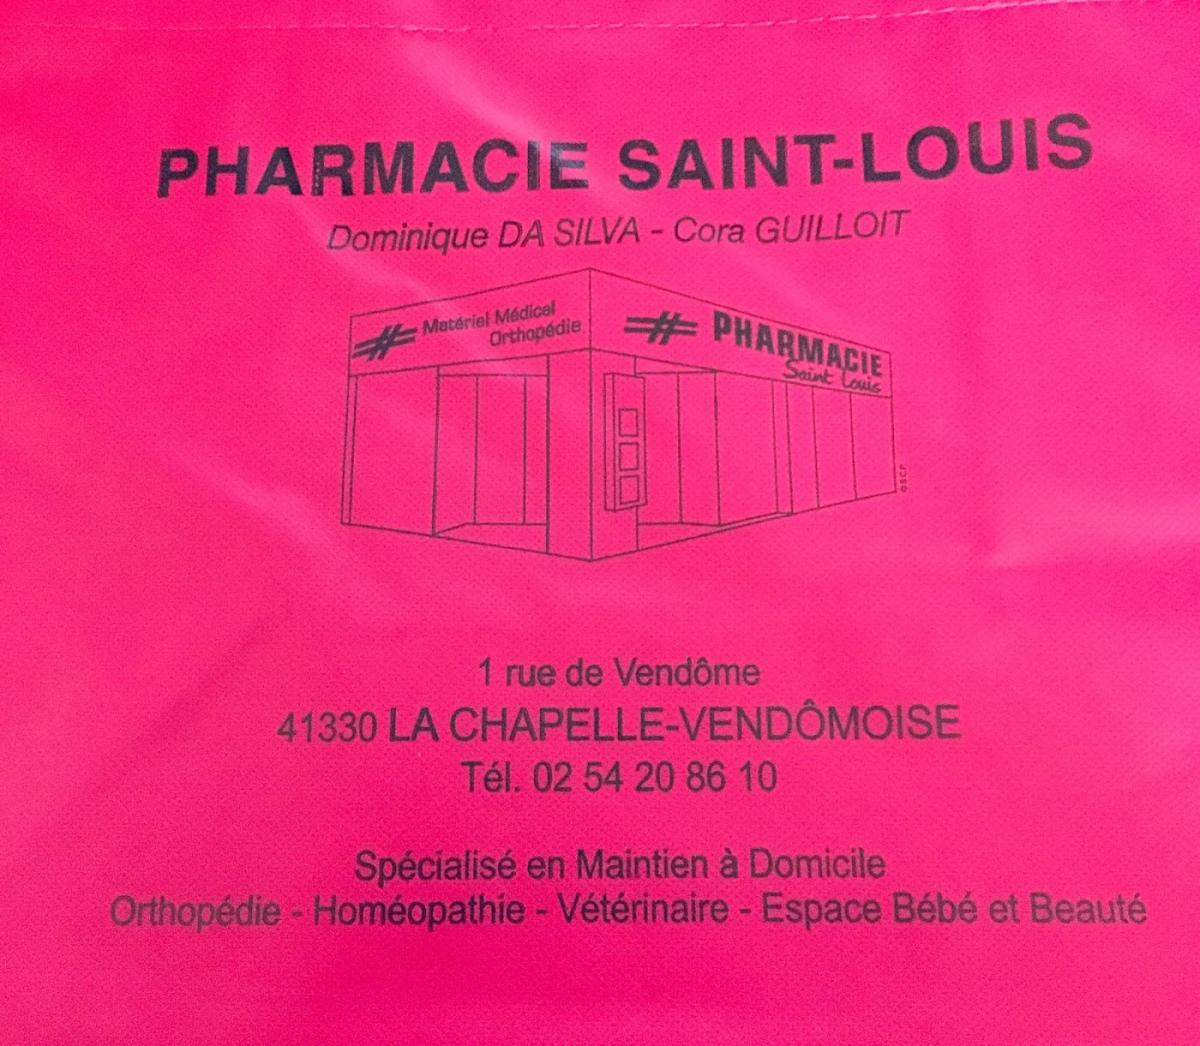 PHARMACIE SAINT-LOUIS
Dominique DA SILVA - Cora GUILLOIT
Matériel Médical
Orthopédie
PHARMACIE
Saint Louis
©S.C.P.
1 rue de Vendôme
41330 LA CHAPELLE-VENDÔMOISE
Tél. 02 54 20 86 10
Spécialisé en Maintien à Domicile
Orthopédie - Homéopathie - Vétérinaire - Espace Bébé et Beauté